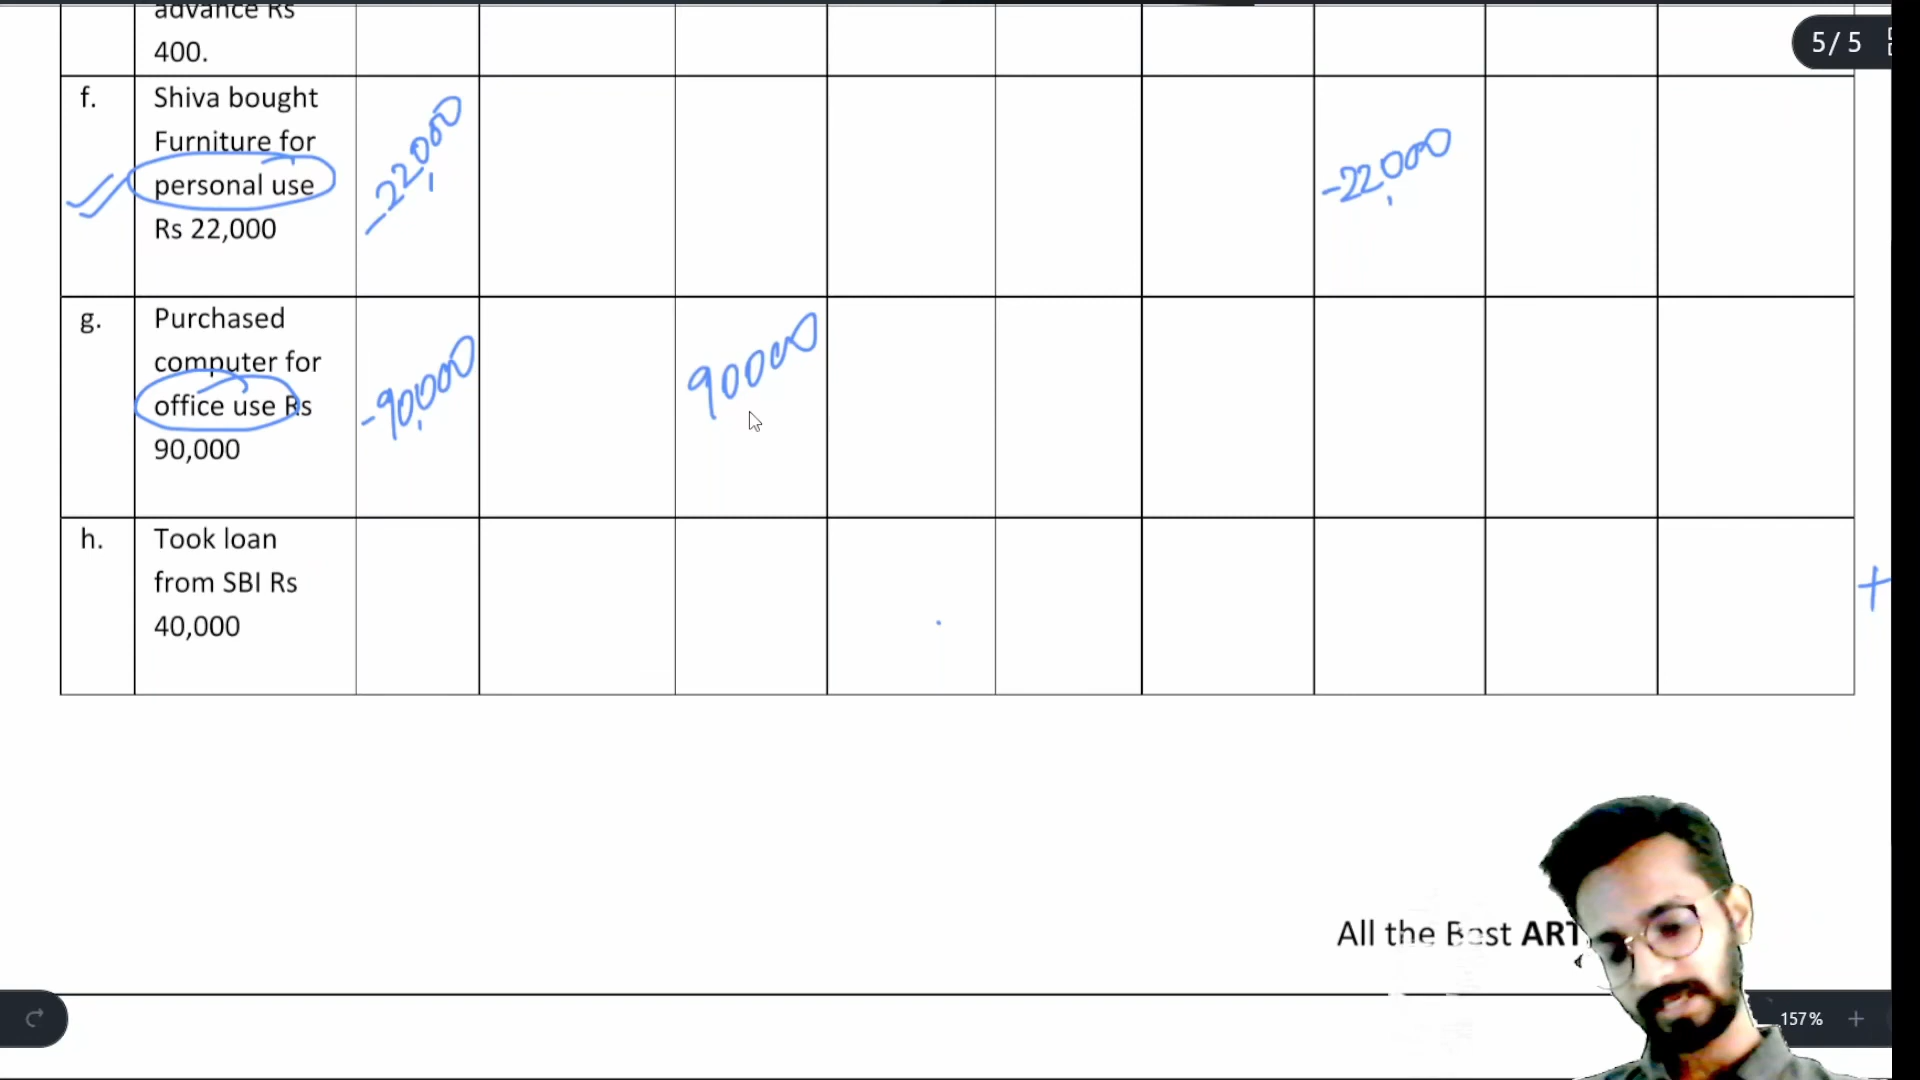 advance Rs
400.
5/5
f.
Shiva bought
Furniture for
personal use
Rs 22,000
-22,000
-22,000
g.
Purchased
computer for
office use Rs
90,000
-90,000
90000
h.
Took loan
from SBI Rs
40,000
+
All the Best ART
157% +